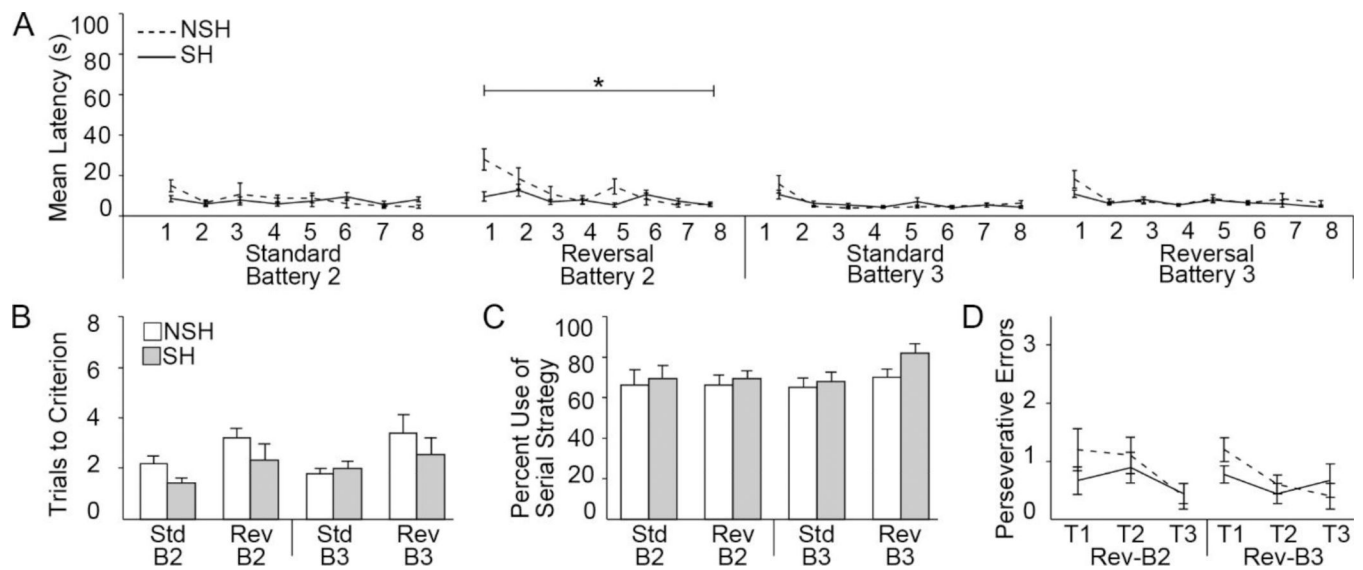 A
Mean Latency (s)
100
80
60
40
20
0
NSH
SH
*
1 2 3 4 5 6 7 8
Standard
Battery 2
1 2 3 4 5 6 7 8
Reversal
Battery 2
1 2 3 4 5 6 7 8
Standard
Battery 3
1 2 3 4 5 6 7 8
Reversal
Battery 3
B
Trials to Criterion
8
6
4
2
0
NSH
SH
Std
B2
Rev
B2
Std
B3
Rev
B3
C
Percent Use of
Serial Strategy
100
80
60
40
20
0
Std
B2
Rev
B2
Std
B3
Rev
B3
D
Perseverative Errors
3
2
1
0
T1 T2 T3
Rev-B2
T1 T2 T3
Rev-B3